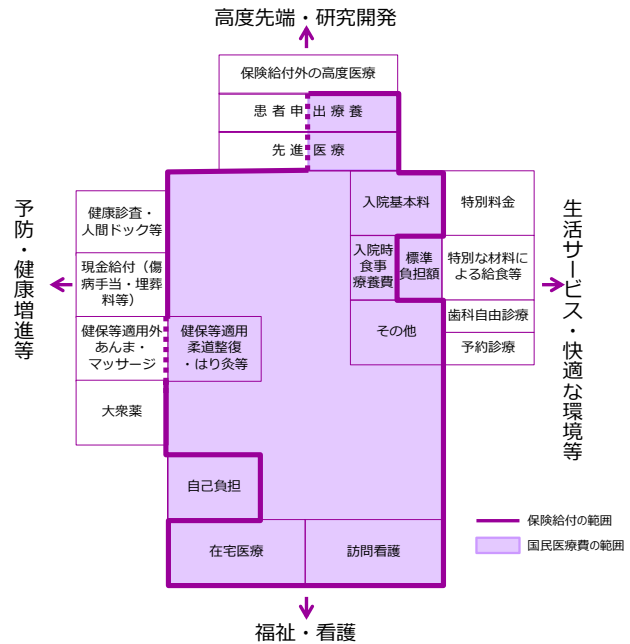 高度先端・研究開発
保険給付外の高度医療
患者申出療養
先進医療
予防・健康増進等
健康診査・
人間ドック等
現金給付（傷
病手当・埋葬
料等）
健保等適用外
あんま・
マッサージ
大衆薬
健保等適用
柔道整復
・はり灸等
自己負担
在宅医療
訪問看護
入院基本料
入院時
食事
療養費
標準
負担額
その他
特別料金
特別な材料
による給食等
歯科自由診療
予約診療
生活サービス・快適な環境等
保険給付の範囲
国民医療費の範囲
福祉・看護